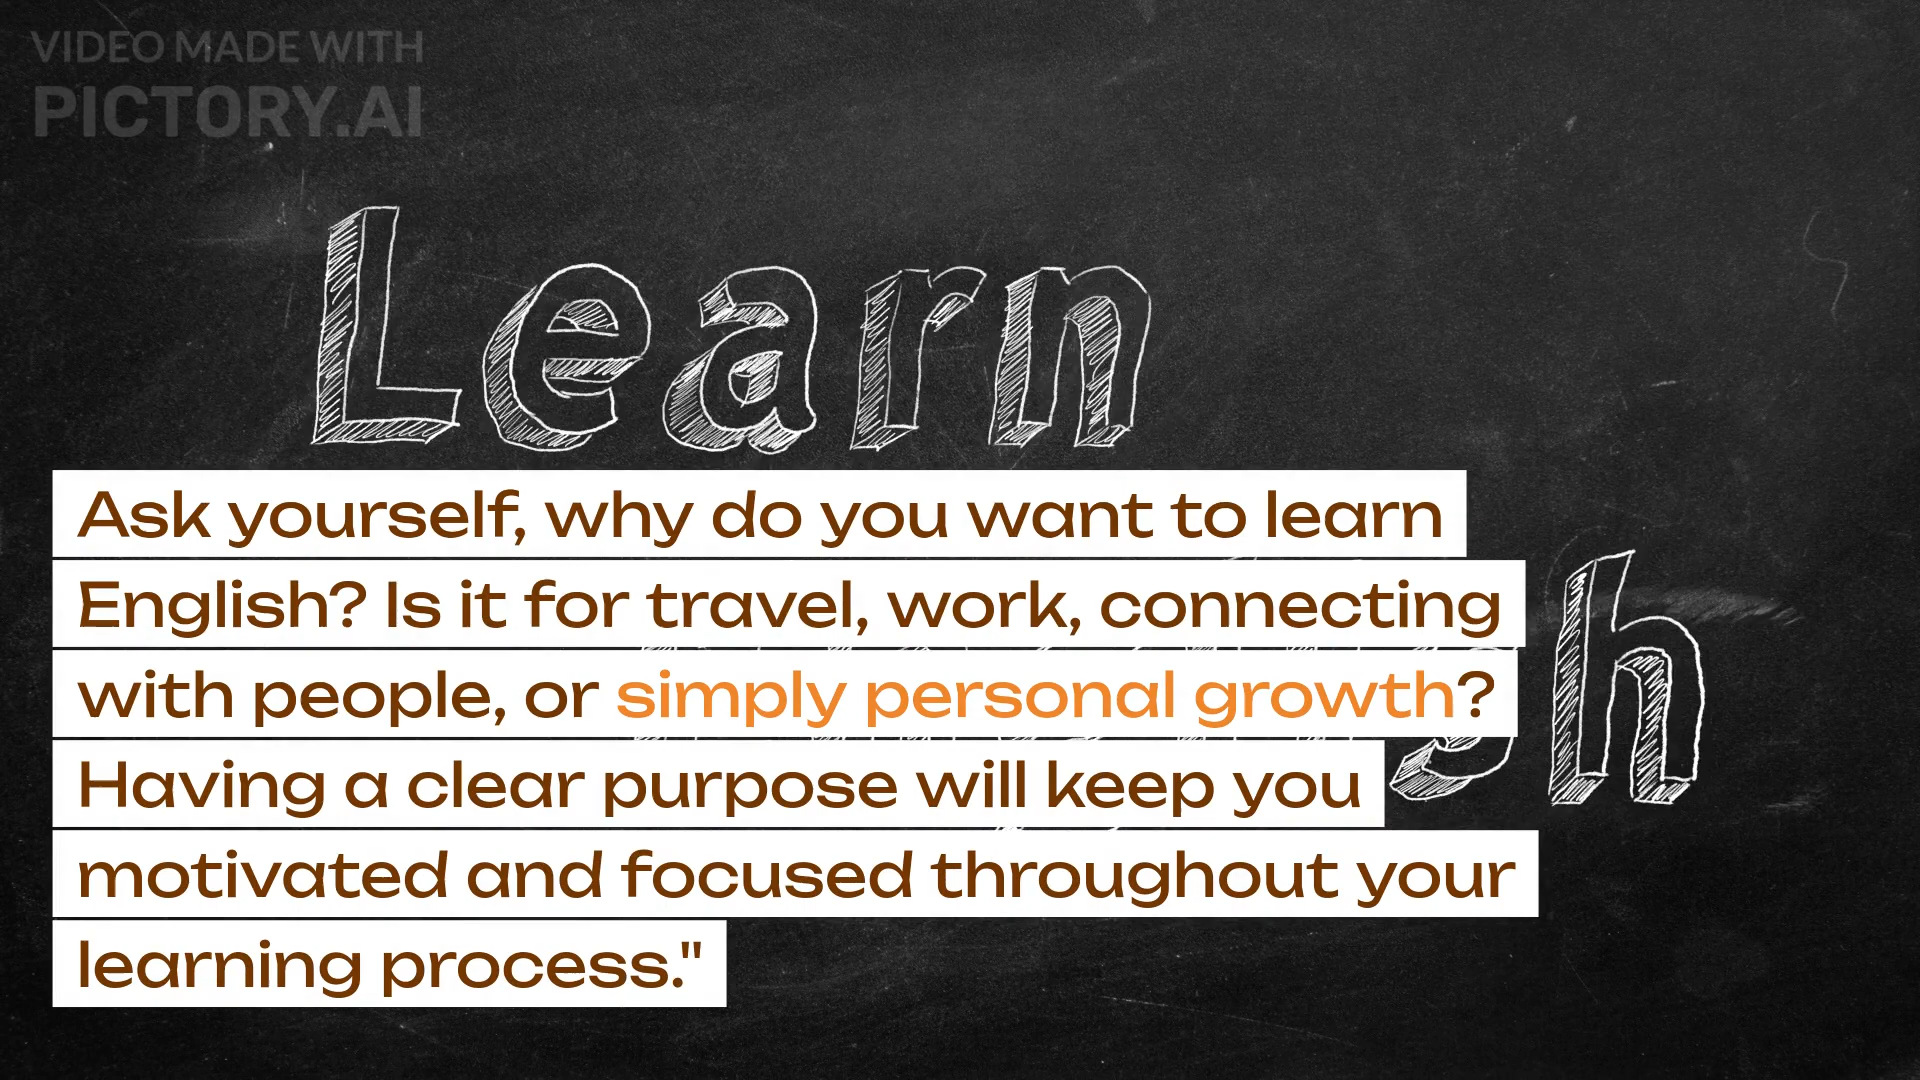 VIDEO MADE WITH
PICTORY.AI
Learn
Ask yourself, why do you want to learn
English? Is it for travel, work, connecting
with people, or simply personal growth?
Having a clear purpose will keep you
motivated and focused throughout your
learning process."